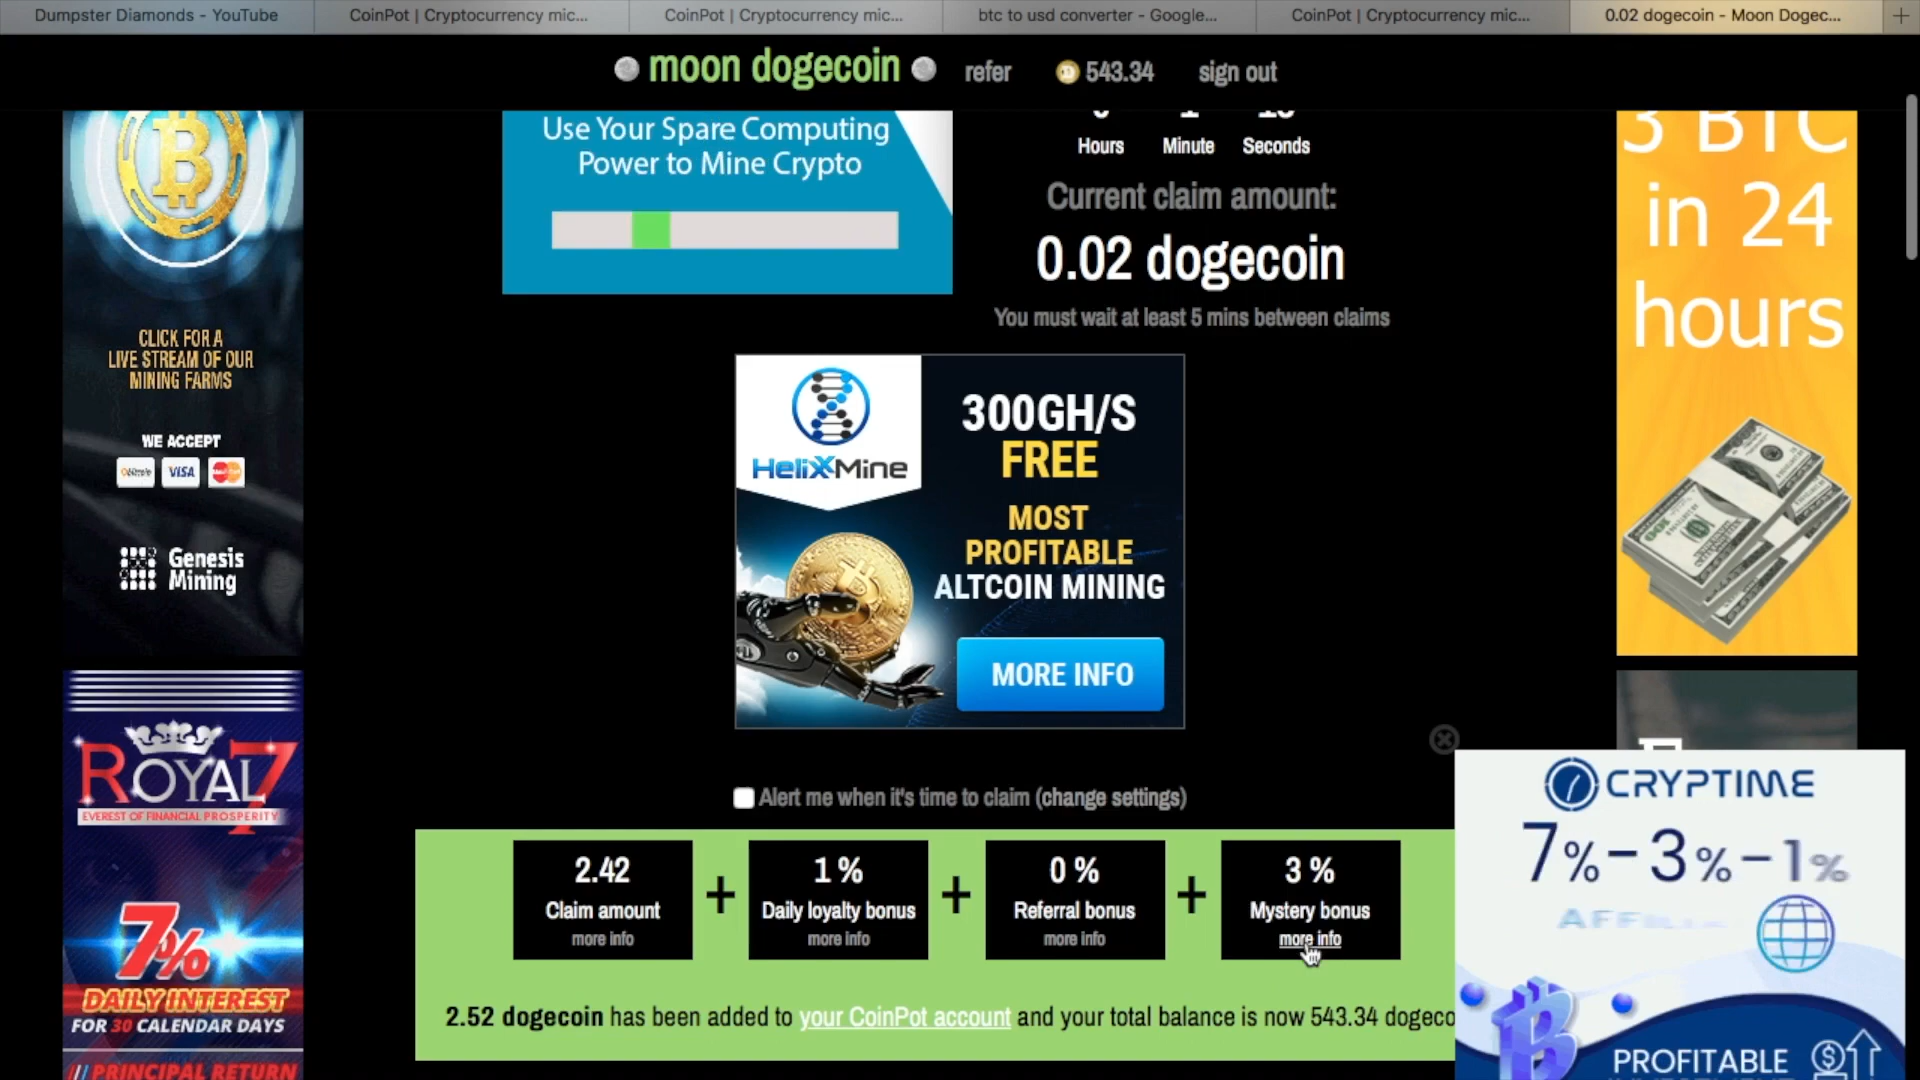 Dumpster Diamonds - YouTube
CoinPot | Cryptocurrency mic...
CoinPot | Cryptocurrency mic...
btc to usd converter - Google...
CoinPot | Cryptocurrency mic...
0.02 dogecoin - Moon Dogec...
moon dogecoin
refer
543.34
sign out
CLICK FOR A
LIVE STREAM OF OUR
MINING FARMS
WE ACCEPT
VISA
Genesis
Mining
ROYAL7
EVEREST OF FINANCIAL PROSPERITY
7%
DAILY INTEREST
FOR 30 CALENDAR DAYS
PRINCIPAL RETURN
Use Your Spare Computing
Power to Mine Crypto
Hours Minute Seconds
Current claim amount:
0.02 dogecoin
You must wait at least 5 mins between claims
HelixMine
300GH/S
FREE
MOST
PROFITABLE
ALTCOIN MINING
MORE INFO
Alert me when it's time to claim (change settings)
2.42
Claim amount
more info
+
1 %
Daily loyalty bonus
more info
+
0 %
Referral bonus
more info
+
3 %
Mystery bonus
more info
2.52 dogecoin has been added to your CoinPot account and your total balance is now 543.34 dogeco
3 BTC
in 24
hours
CRYPTIME
7%-3%-1%
PROFITABLE